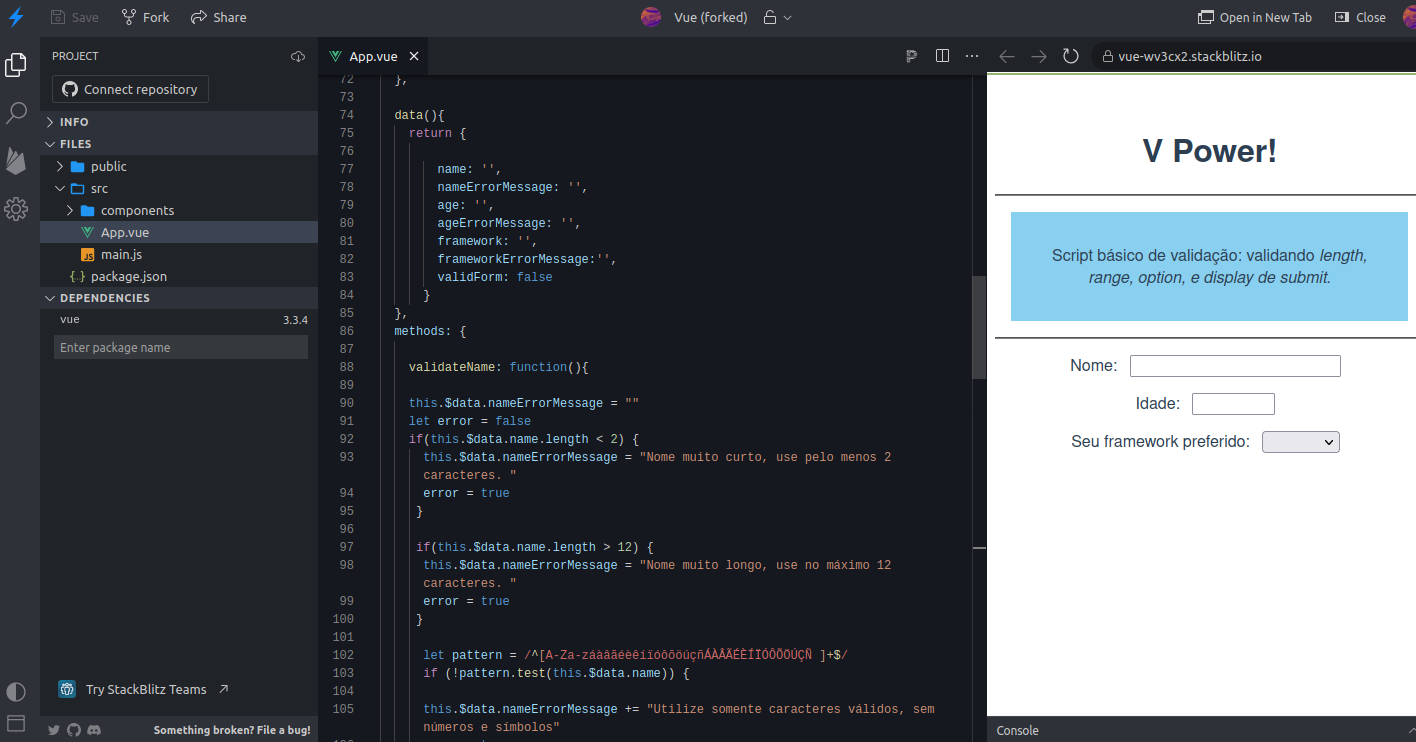 Save Fork Share Vue (forked) Open in New Tab Close
PROJECT
Connect repository
INFO
FILES
public
src
components
App.vue
main.js
package.json
DEPENDENCIES
vue 3.3.4
Enter package name
Try StackBlitz Teams
Something broken? File a bug!
App.vue
72 },
73
74 data(){
75 return {
76
77 name: '',
78 nameErrorMessage: '',
79 age: '',
80 ageErrorMessage: '',
81 framework: '',
82 frameworkErrorMessage:'',
83 validForm: false
84 }
85 },
86 methods: {
87
88 validateName: function(){
89
90 this.$data.nameErrorMessage = ""
91 let error = false
92 if(this.$data.name.length < 2) {
93 this.$data.nameErrorMessage = "Nome muito curto, use pelo menos 2
caracteres. "
94 error = true
95 }
96
97 if(this.$data.name.length > 12) {
98 this.$data.nameErrorMessage = "Nome muito longo, use no máximo 12
caracteres. "
99 error = true
100 }
101
102 let pattern = /^[A-Za-záàâãéèêíïóôõöúçñÁÀÂÃÉÈÍÏÓÔÕÖÚÇÑ ]+$/
103 if (!pattern.test(this.$data.name)) {
104
105 this.$data.nameErrorMessage += "Utilize somente caracteres válidos, sem
números e símbolos"
vue-wv3cx2.stackblitz.io
V Power!
Script básico de validação: validando length,
range, option, e display de submit.
Nome:
Idade:
Seu framework preferido:
Console